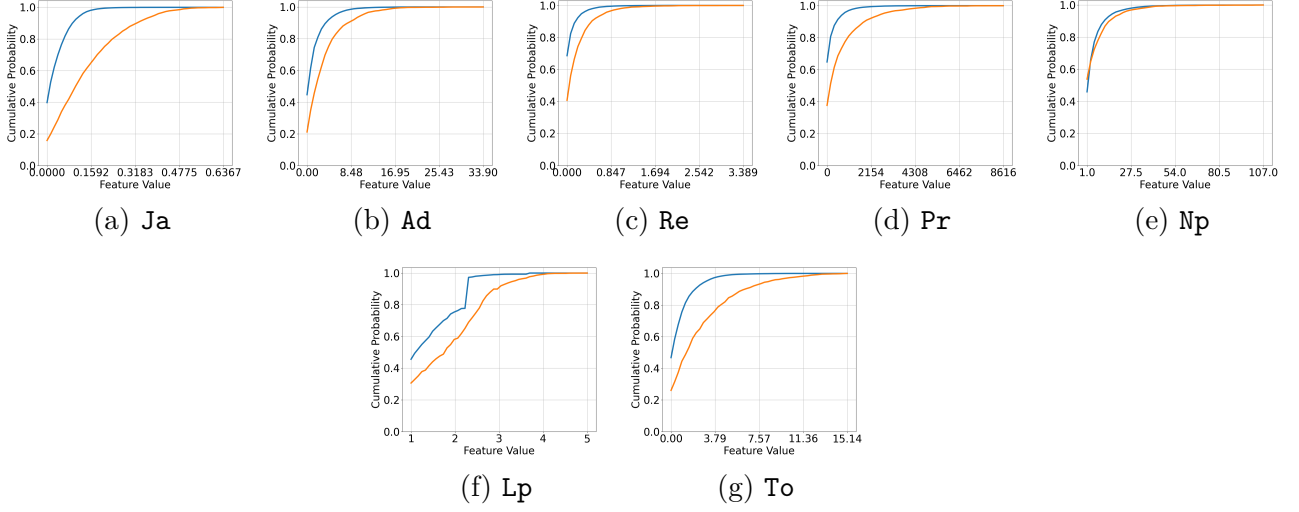 Cumulative Probability
1.0
0.8
0.6
0.4
0.2
0.0
0.0000 0.1592 0.3183 0.4775 0.6367
Feature Value
(a) Ja
Cumulative Probability
1.0
0.8
0.6
0.4
0.2
0.0
0.00 8.48 16.95 25.43 33.90
Feature Value
(b) Ad
Cumulative Probability
1.0
0.8
0.6
0.4
0.2
0.0
0.000 0.847 1.694 2.542 3.389
Feature Value
(c) Re
Cumulative Probability
1.0
0.8
0.6
0.4
0.2
0.0
0 2154 4308 6462 8616
Feature Value
(d) Pr
Cumulative Probability
1.0
0.8
0.6
0.4
0.2
0.0
1.0 27.5 54.0 80.5 107.0
Feature Value
(e) Np
Cumulative Probability
1.0
0.8
0.6
0.4
0.2
0.0
1 2 3 4 5
Feature Value
(f) Lp
Cumulative Probability
1.0
0.8
0.6
0.4
0.2
0.0
0.00 3.79 7.57 11.36 15.14
Feature Value
(g) To